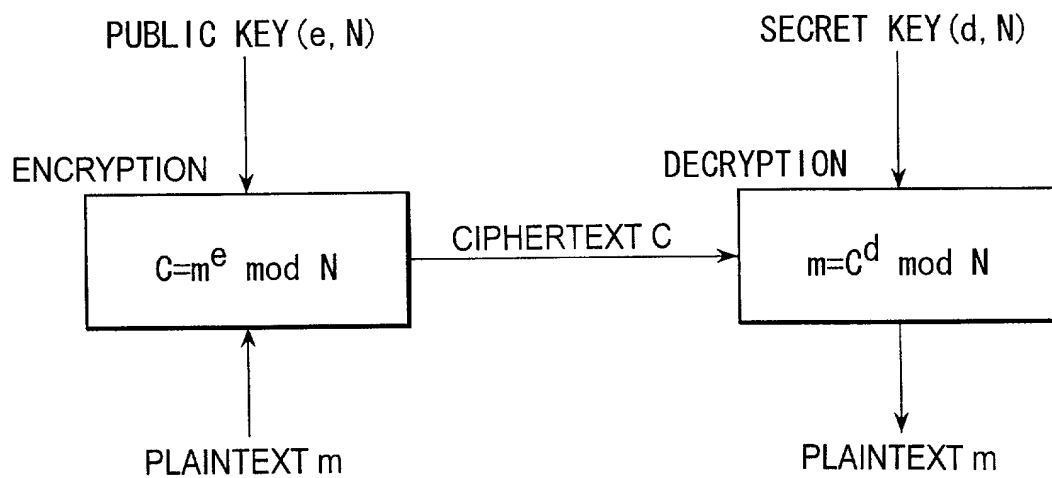 PUBLIC KEY(e,N)
SECRET KEY(d,N)
ENCRYPTION
DECRYPTION
C=m^e mod N
CIPHERTEXT C
m=C^d mod N
PLAINTEXT m
PLAINTEXT m